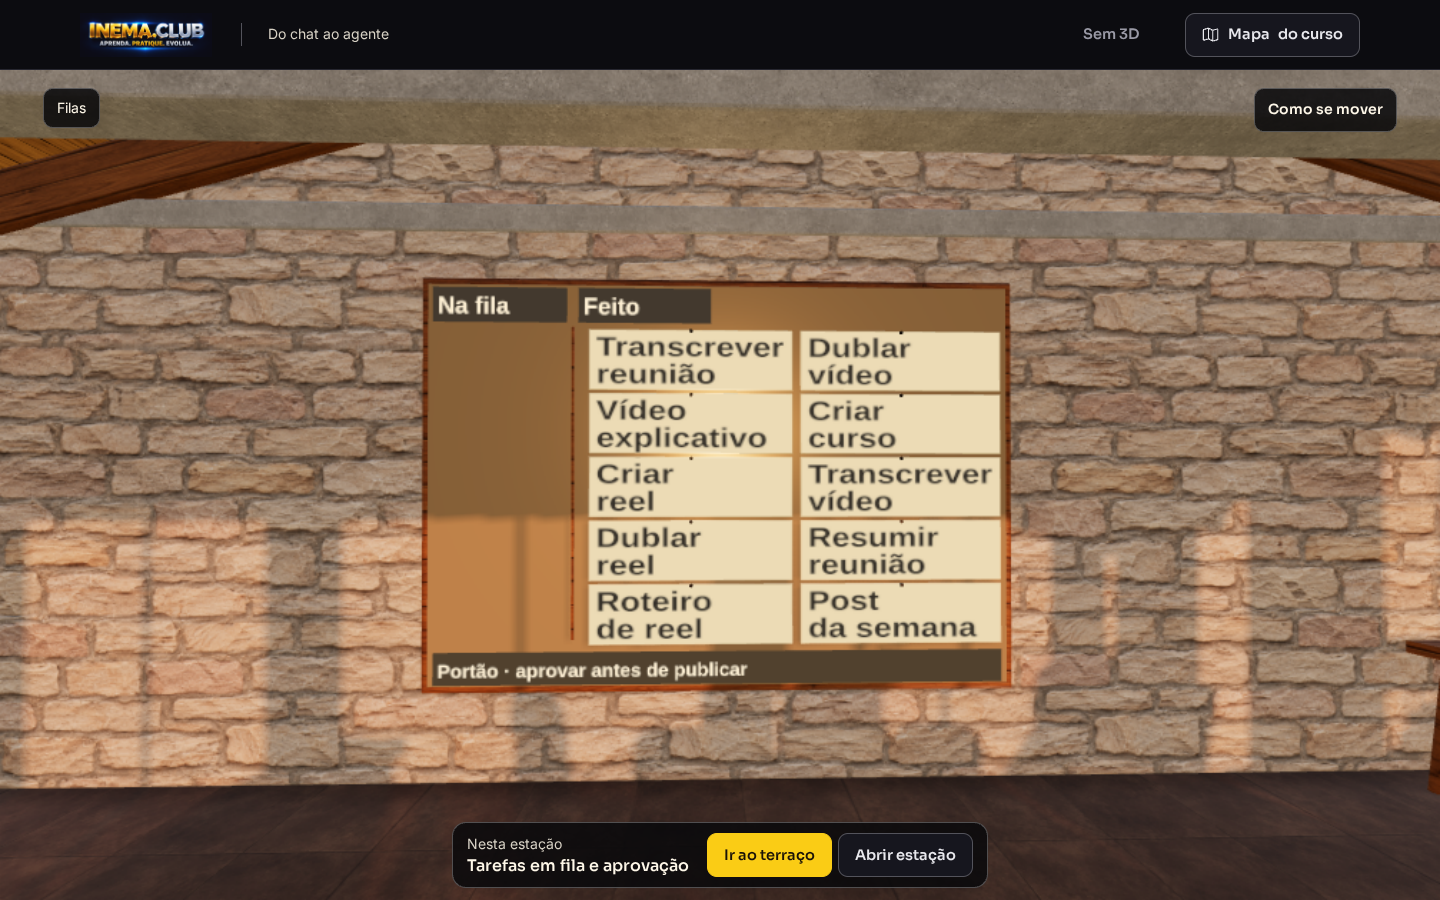 INEMA.CLUB
APRENDA. PRATIQUE. EVOLUA.
Do chat ao agente
Sem 3D
Mapa do curso
Filas
Como se mover
Na fila
Feito
Transcrever
reunião
Dublar
vídeo
Vídeo
explicativo
Criar
curso
Criar
reel
Transcrever
vídeo
Dublar
reel
Resumir
reunião
Roteiro
de reel
Post
da semana
Portão · aprovar antes de publicar
Nesta estação
Tarefas em fila e aprovação
Ir ao terraço
Abrir estação